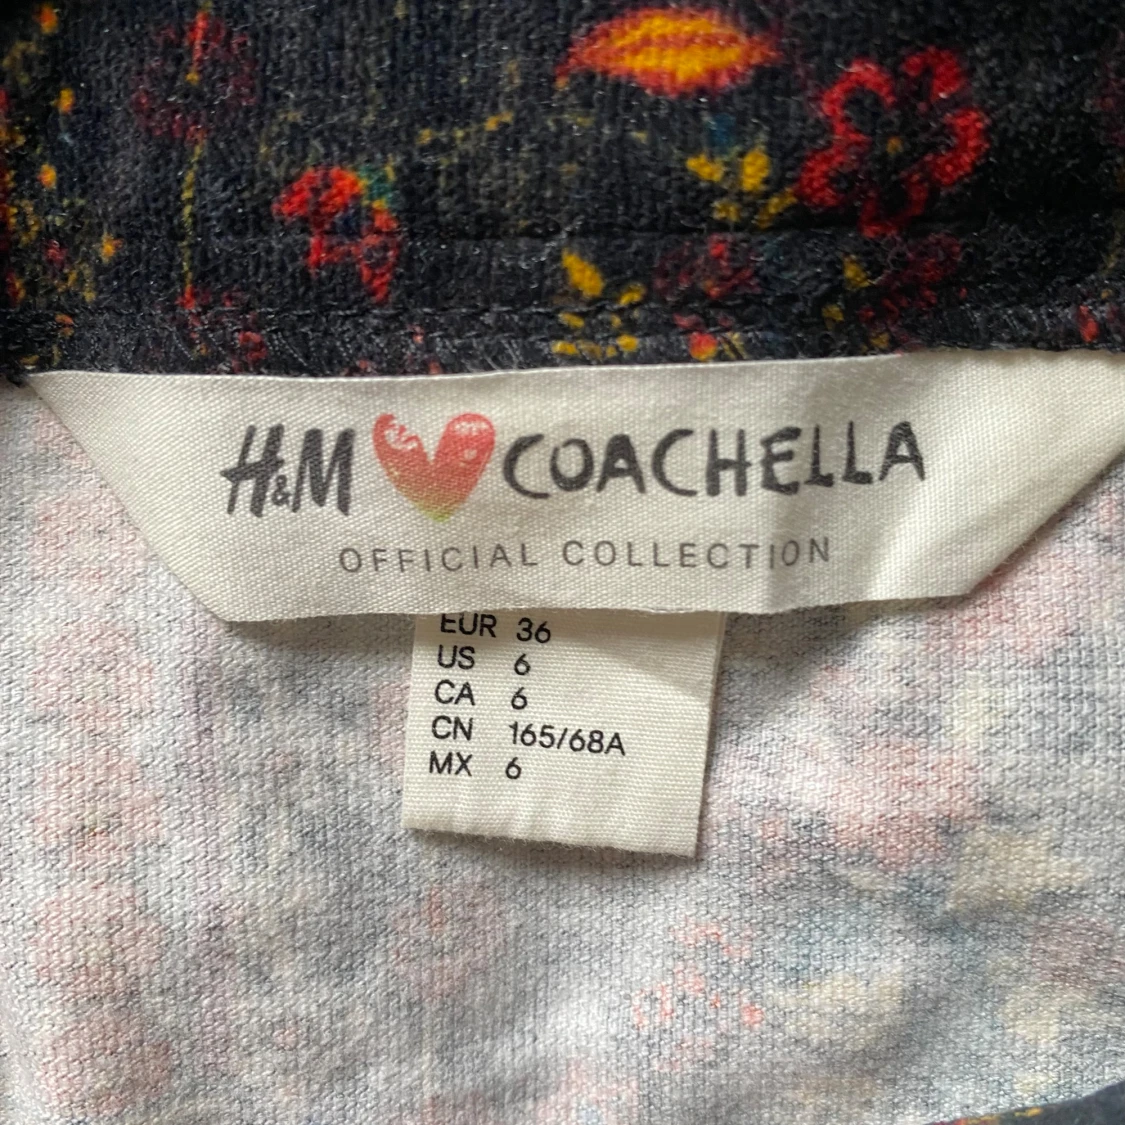 H&M COACHELLA
OFFICIAL COLLECTION
EUR 36
US 6
CA 6
CN 165/68A
MX 6